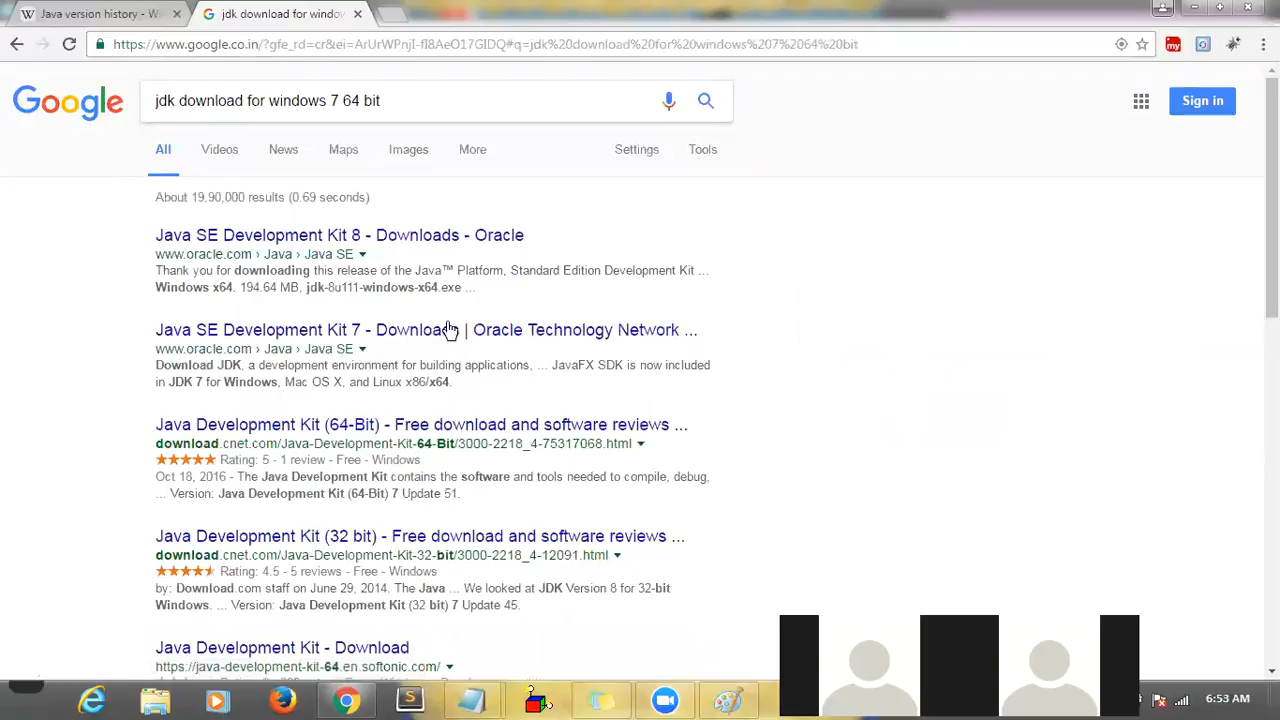 Java version history - Wi
jdk download for window
https://www.google.co.in/?gfe_rd=cr&ei=ArUrWPnjI-fI8AeO17GIDQ#q=jdk%20download%20for%20windows%207%2064%20bit
my
Google
jdk download for windows 7 64 bit
Sign in
All Videos News Maps Images More Settings Tools
About 19,90,000 results (0.69 seconds)
Java SE Development Kit 8 - Downloads - Oracle
www.oracle.com › Java › Java SE
Thank you for downloading this release of the Java™ Platform, Standard Edition Development Kit ...
Windows x64. 194.64 MB, jdk-8u111-windows-x64.exe ...
Java SE Development Kit 7 - Downloads | Oracle Technology Network ...
www.oracle.com › Java › Java SE
Download JDK, a development environment for building applications, ... JavaFX SDK is now included
in JDK 7 for Windows, Mac OS X, and Linux x86/x64.
Java Development Kit (64-Bit) - Free download and software reviews ...
download.cnet.com/Java-Development-Kit-64-Bit/3000-2218_4-75317068.html
Rating: 5 - 1 review - Free - Windows
Oct 18, 2016 - The Java Development Kit contains the software and tools needed to compile, debug,
... Version: Java Development Kit (64-Bit) 7 Update 51.
Java Development Kit (32 bit) - Free download and software reviews ...
download.cnet.com/Java-Development-Kit-32-bit/3000-2218_4-12091.html
Rating: 4.5 - 5 reviews - Free - Windows
by: Download.com staff on June 29, 2014. The Java ... We looked at JDK Version 8 for 32-bit
Windows. ... Version: Java Development Kit (32 bit) 7 Update 45.
Java Development Kit - Download
https://java-development-kit-64.en.softonic.com/
6:53 AM